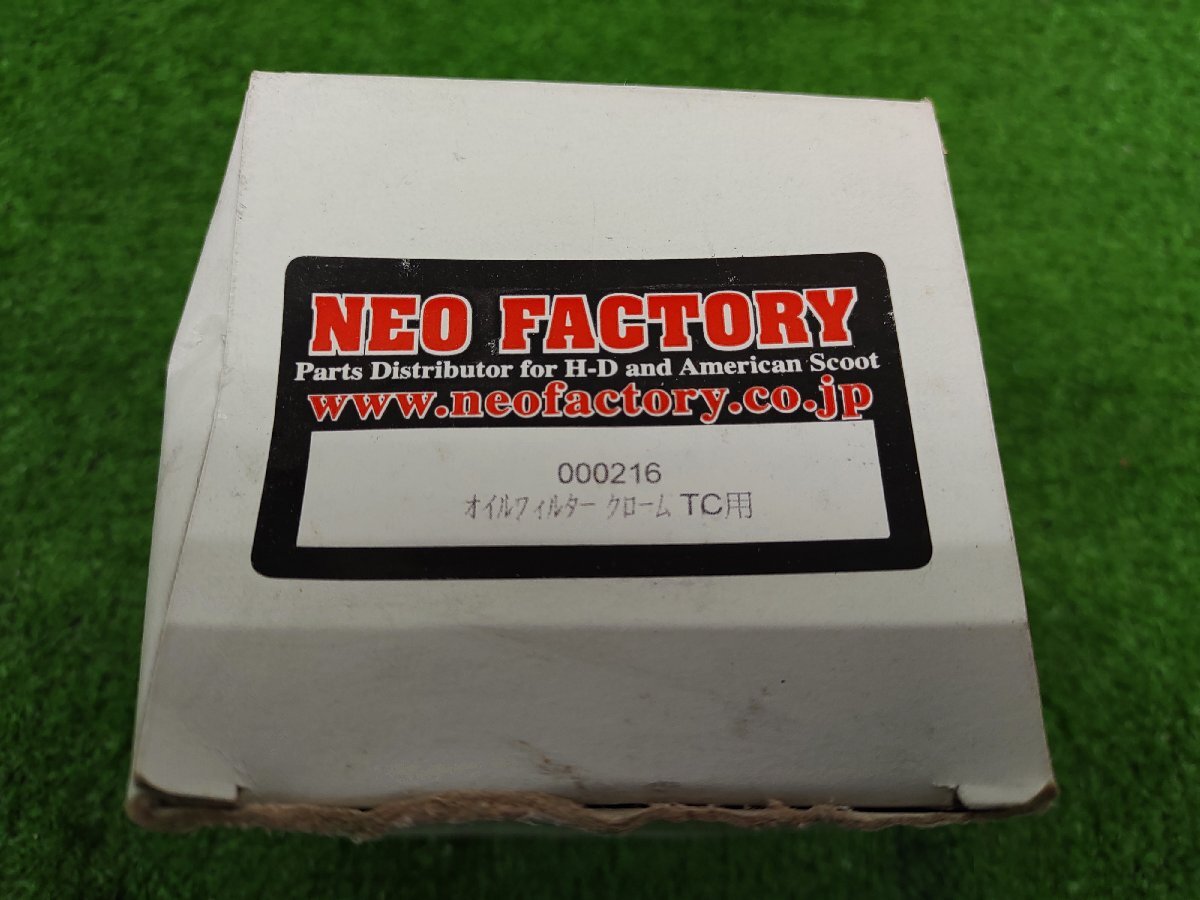 NEO FACTORY
Parts Distributor for H-D and American Scoot
www.neofactory.co.jp
000216
オイルフィルター クローム TC用